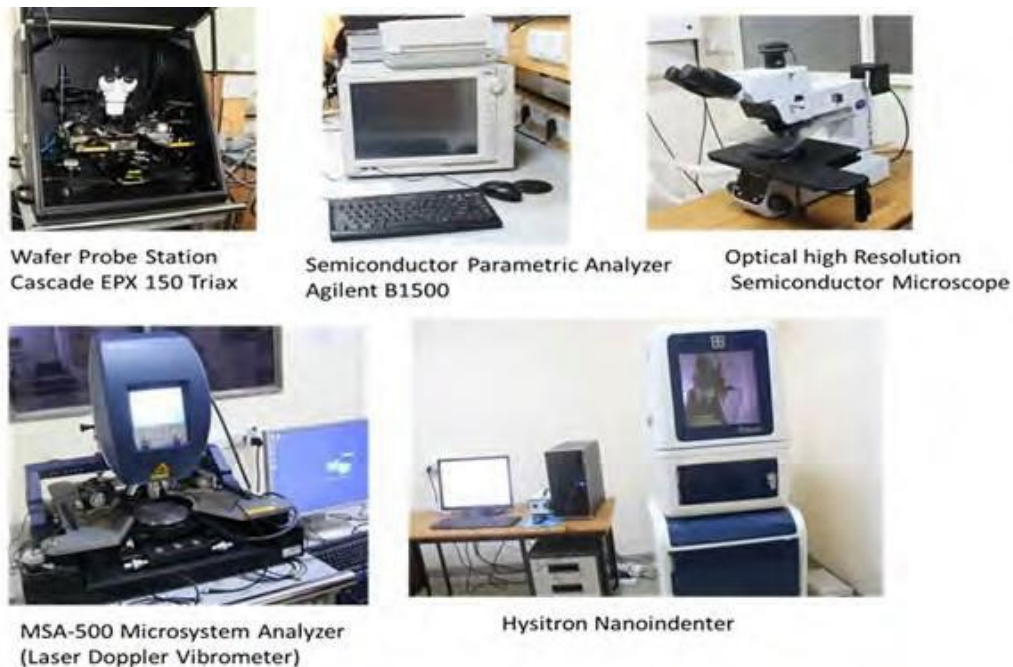 Wafer Probe Station
Cascade EPX 150 Triax
Semiconductor Parametric Analyzer
Agilent B1500
Optical high Resolution
Semiconductor Microscope
MSA-500 Microsystem Analyzer
(Laser Doppler Vibrometer)
Hysitron Nanoindenter